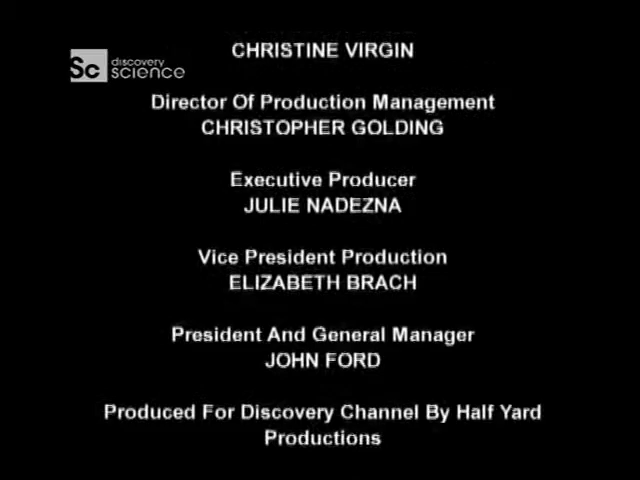 CHRISTINE VIRGIN
Sc discovery
science
Director Of Production Management
CHRISTOPHER GOLDING
Executive Producer
JULIE NADEZNA
Vice President Production
ELIZABETH BRACH
President And General Manager
JOHN FORD
Produced For Discovery Channel By Half Yard
Productions